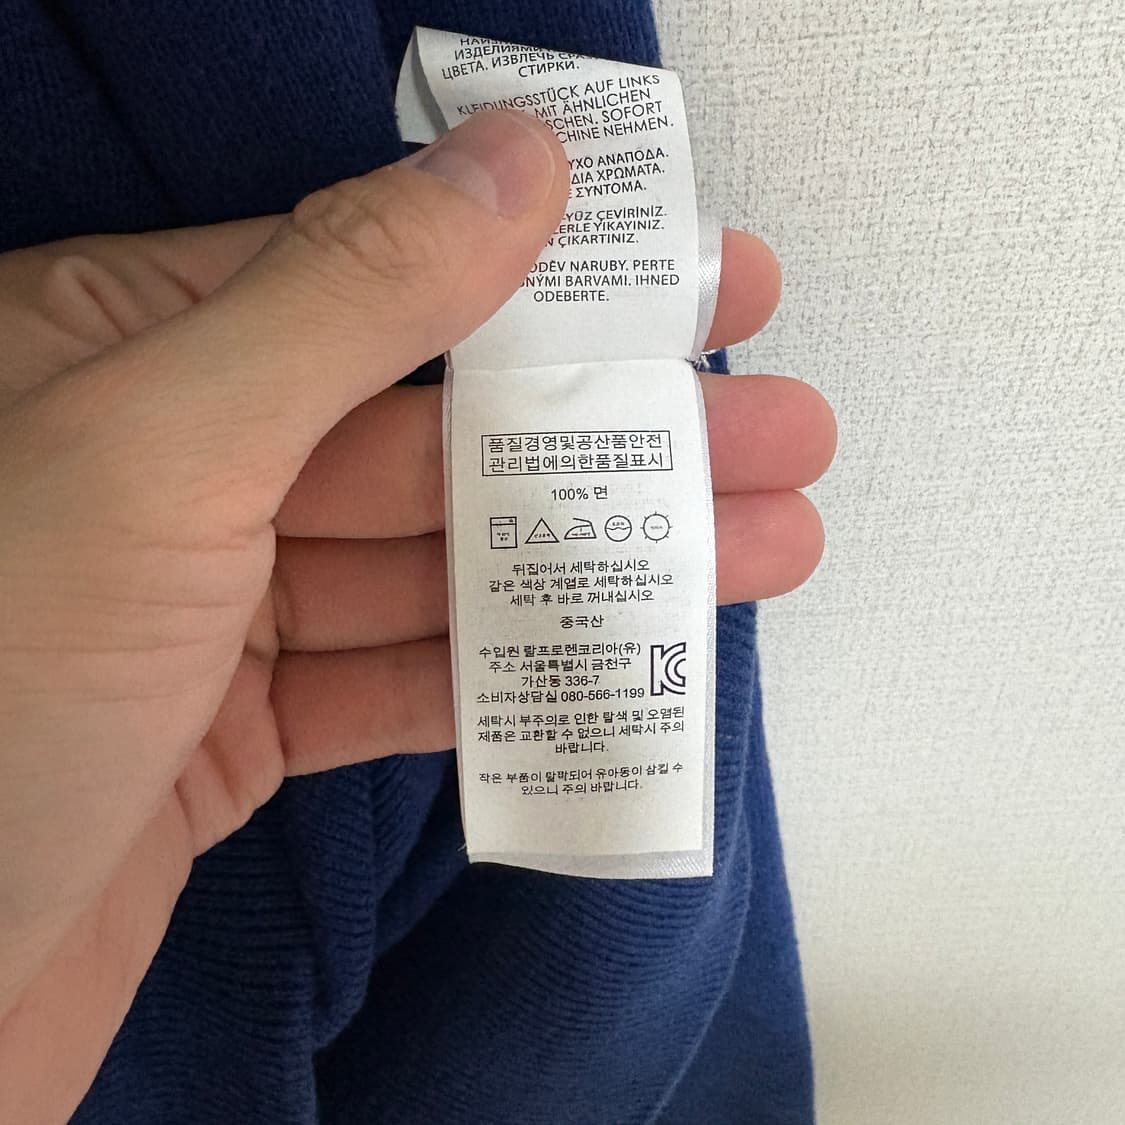 ИЗДЕЛИЯМИ
ЦВЕТА. ИЗВЛЕЧЬ СРАЗУ
СТИРКИ.
KLEIDUNGSSTÜCK AUF LINKS
MIT ÄHNLICHEN
SCHEN. SOFORT
CHINE NEHMEN.
ΥΧΟ ΑΝΑΠΟΔΑ.
ΔΙΑ ΧΡΩΜΑΤΑ.
ΣΥΝΤΟΜΑ.
YÜZ ÇEVİRİNİZ.
ERLE YIKAYINIZ.
N ÇIKARTINIZ.
ODĚV NARUBY. PERTE
NÝMI BARVAMI. IHNED
ODEBERTE.
품질경영및공산품안전
관리법에의한품질표시
100% 면
뒤집어서 세탁하십시오
같은 색상 계열로 세탁하십시오
세탁 후 바로 꺼내십시오
중국산
수입원 랄프로렌코리아(유)
주소 서울특별시 금천구
가산동 336-7
소비자상담실 080-566-1199
세탁시 부주의로 인한 탈색 및 오염된
제품은 교환할 수 없으니 세탁시 주의
바랍니다.
작은 부품이 탈락되어 유아동이 삼킬 수
있으니 주의 바랍니다.